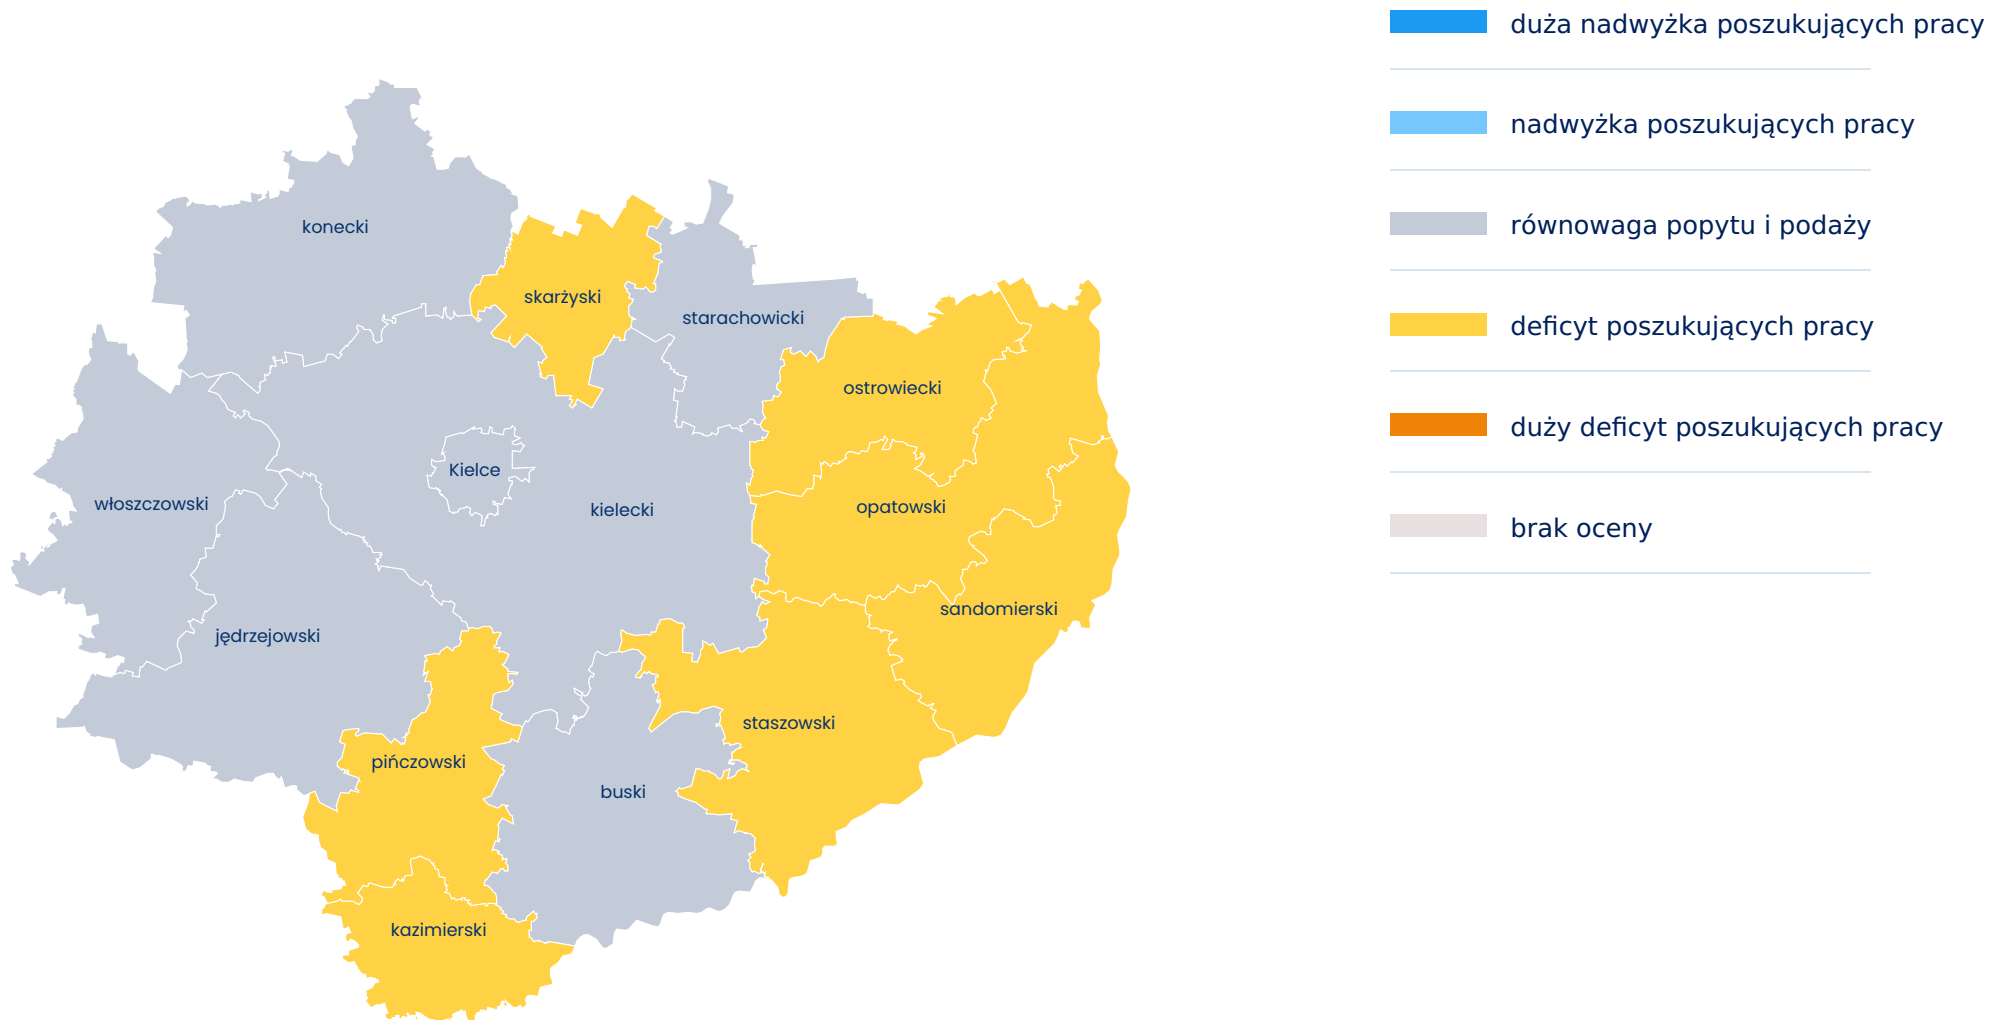 konecki
skarżyski
starachowicki
ostrowiecki
Kielce
włoszczowski
kielecki
opatowski
sandomierski
jędrzejowski
staszowski
pińczowski
buski
kazimierski
duża nadwyżka poszukujących pracy
nadwyżka poszukujących pracy
równowaga popytu i podaży
deficyt poszukujących pracy
duży deficyt poszukujących pracy
brak oceny